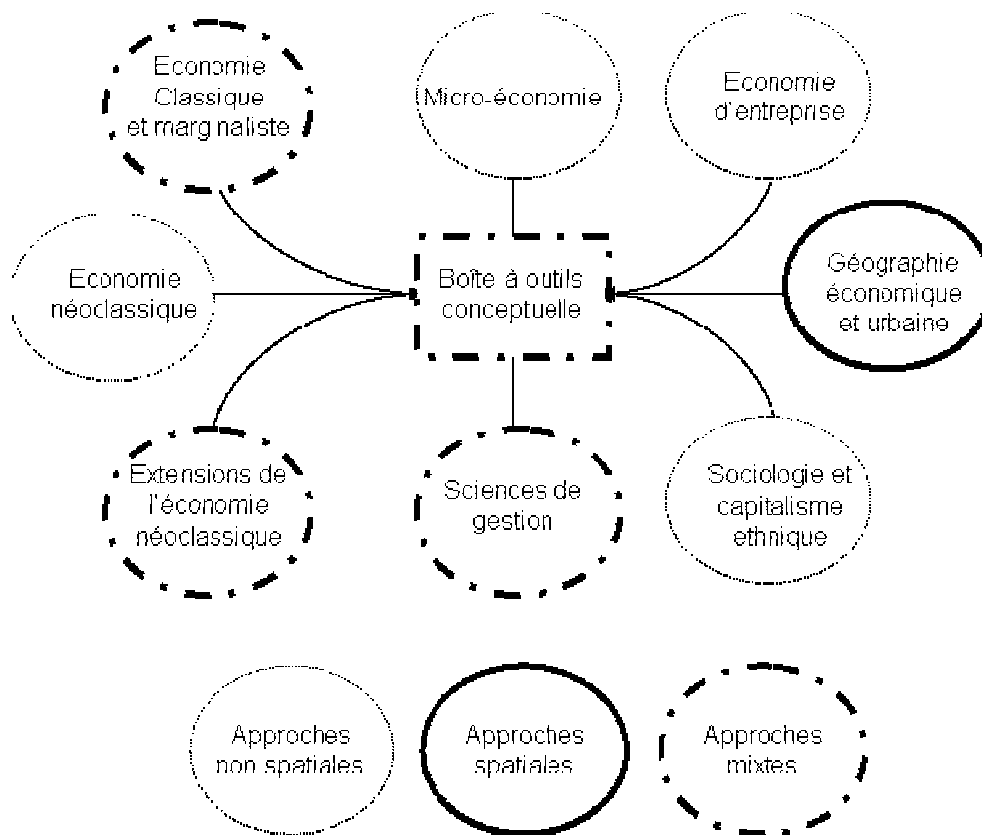 Economie
Classique
et marginaliste
Micro-économie
Economie
d'entreprise
Economie
néoclassique
Boîte à outils
conceptuelle
Géographie
économique
et urbaine
Extensions de
l'économie
néoclassique
Sciences de
gestion
Sociologie et
capitalisme
ethnique
Approches
non spatiales
Approches
spatiales
Approches
mixtes